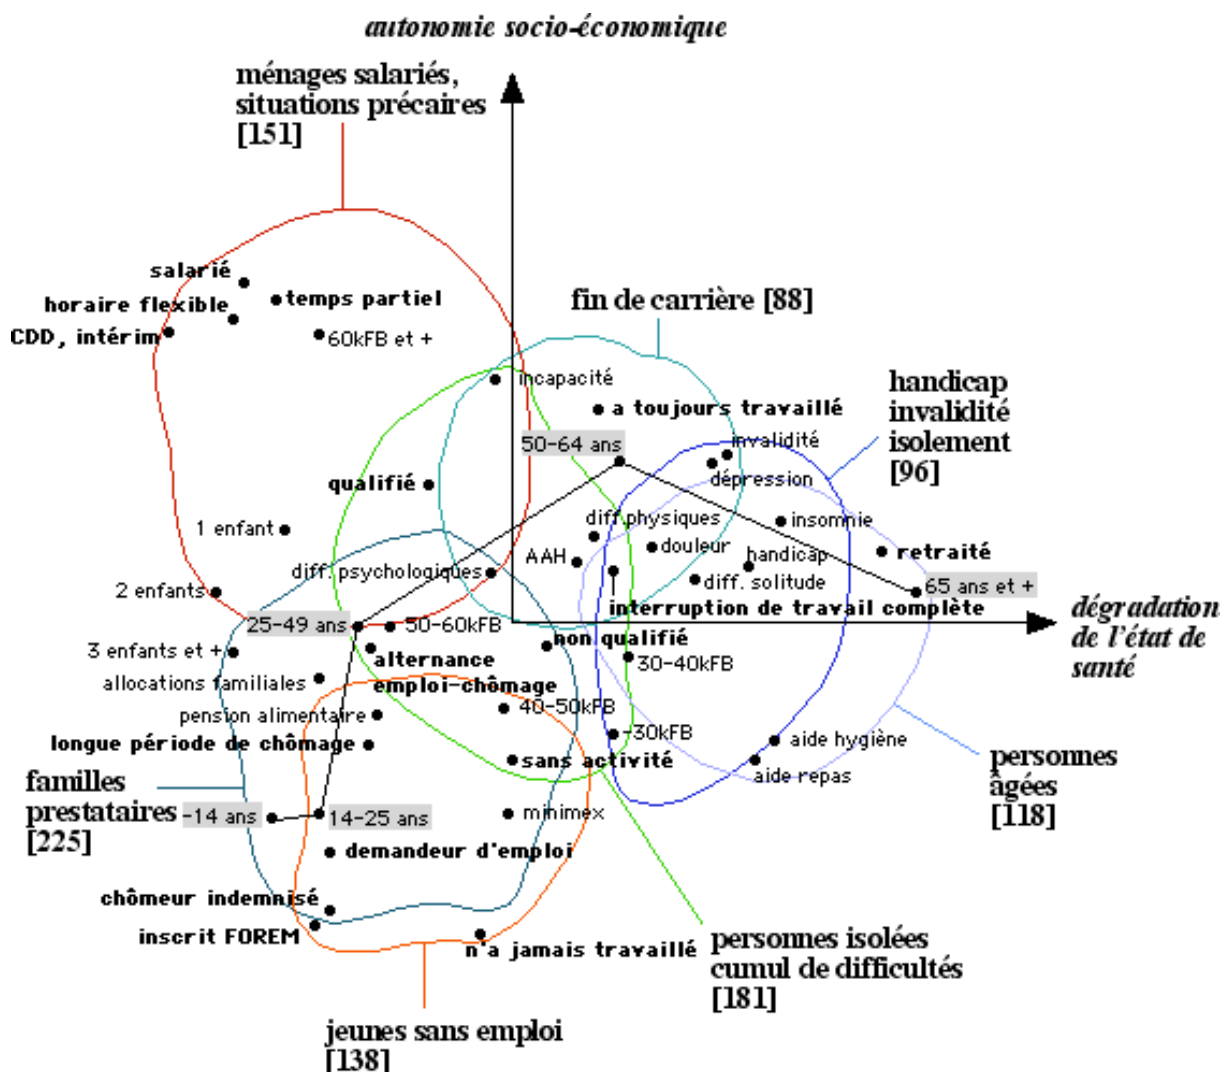 autonomie socio-économique
ménages salariés,
situations précaires
[151]
salarié
horaire flexible
temps partiel
CDD, intérim
60kFB et +
fin de carrière [88]
incapacité
a toujours travaillé
handicap
invalidité
isolement
[96]
50-64 ans
invalidité
dépression
qualifié
1 enfant
diff.physiques
insomnie
AAH
douleur
handicap
retraité
diff. psychologiques
diff. solitude
2 enfants
65 ans et +
interruption de travail complète
25-49 ans
50-60kFB
non qualifié
dégradation
de l'état de
santé
3 enfants et +
alternance
emploi-chômage
30-40kFB
allocations familiales
40-50kFB
pension alimentaire
-30kFB
longue période de chômage
sans activité
aide hygiène
aide repas
personnes
âgées
[118]
familles
prestataires
[225]
-14 ans
14-25 ans
minimex
demandeur d'emploi
chômeur indemnisé
inscrit FOREM
n'a jamais travaillé
personnes isolées
cumul de difficultés
[181]
jeunes sans emploi
[138]